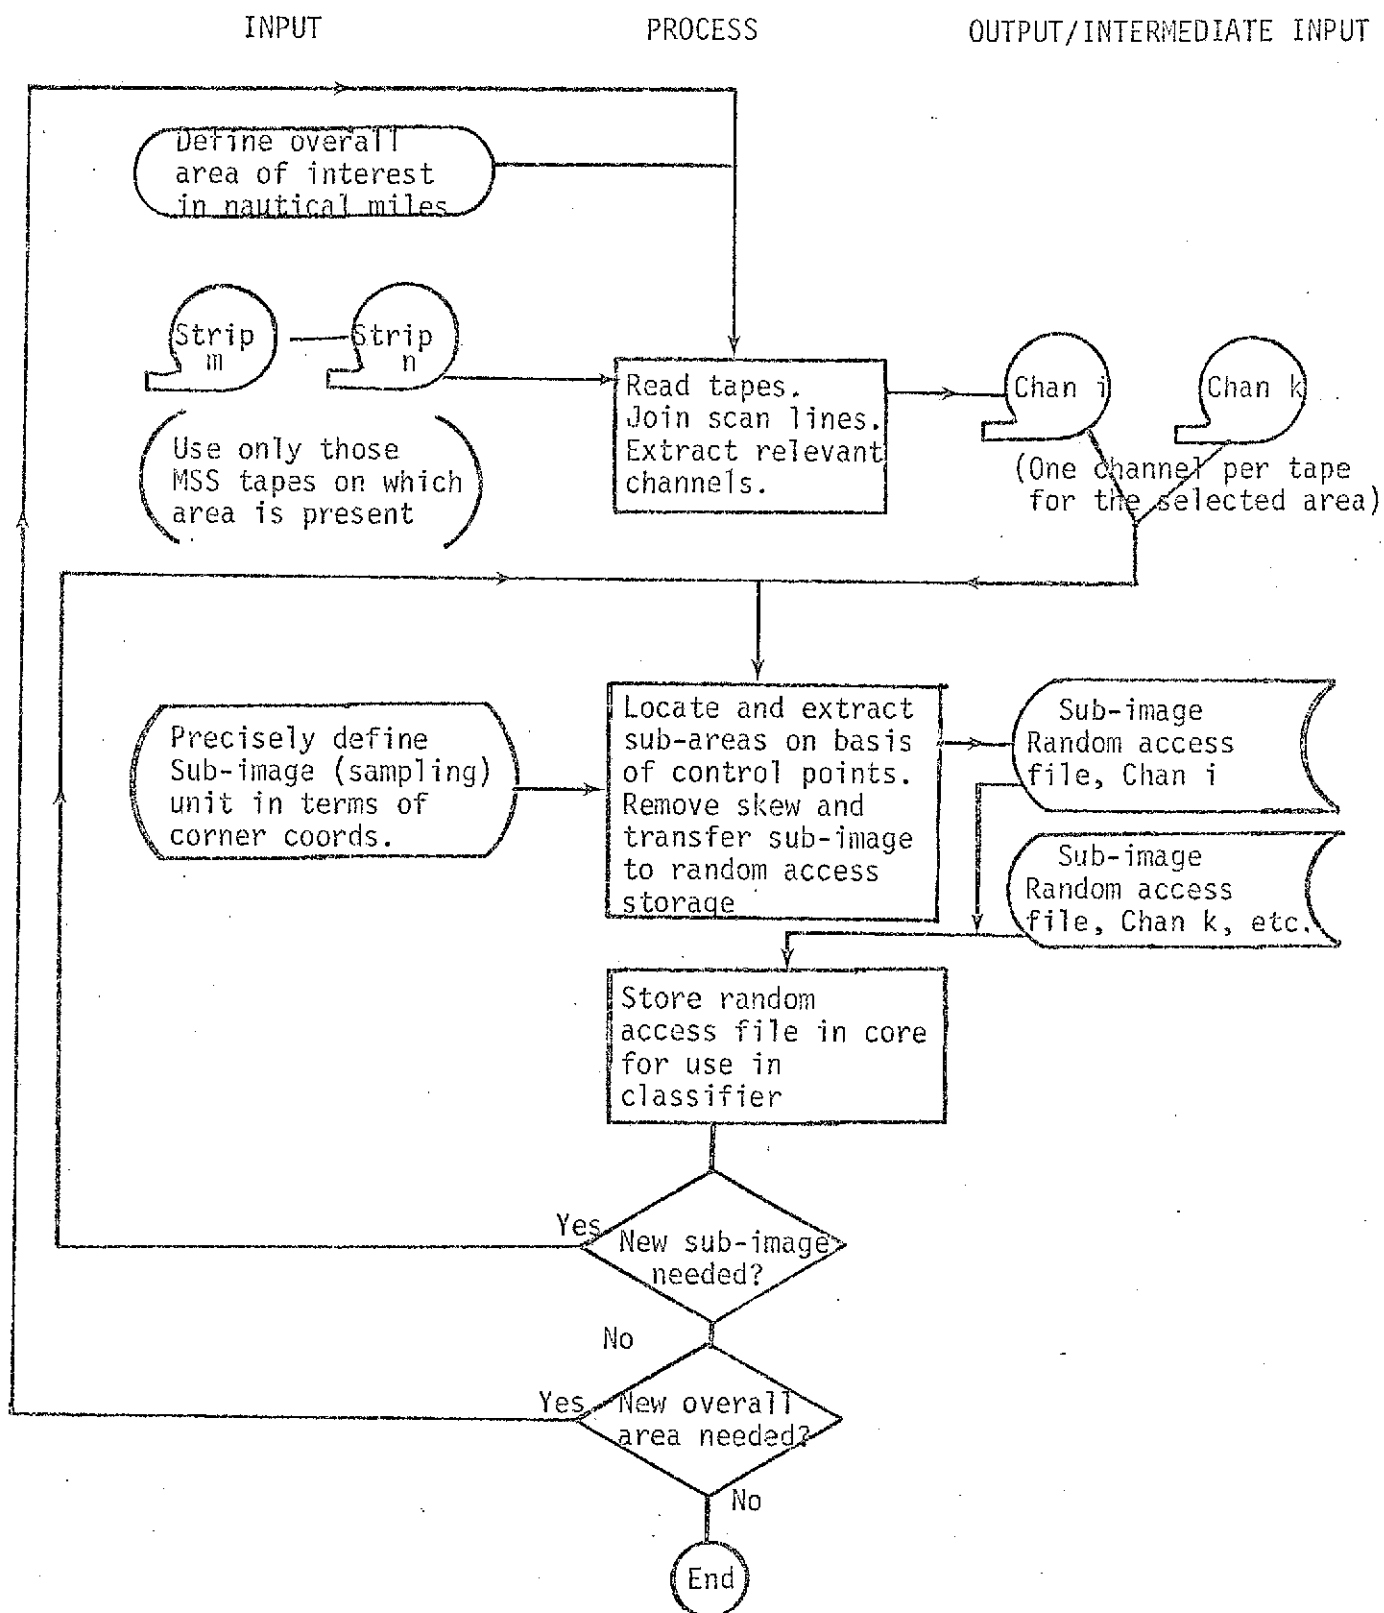 INPUT
PROCESS
OUTPUT/INTERMEDIATE INPUT
Define overall
area of interest
in nautical miles
Strip
m
Strip
n
Use only those
MSS tapes on which
area is present
Read tapes.
Join scan lines.
Extract relevant
channels.
Chan i
Chan k
(One channel per tape
for the selected area)
Precisely define
Sub-image (sampling)
unit in terms of
corner coords.
Locate and extract
sub-areas on basis
of control points.
Remove skew and
transfer sub-image
to random access
storage
Sub-image
Random access
file, Chan i
Sub-image
Random access
file, Chan k, etc.
Store random
access file in core
for use in
classifier
Yes
New sub-image
needed?
No
Yes
New overall
area needed?
No
End